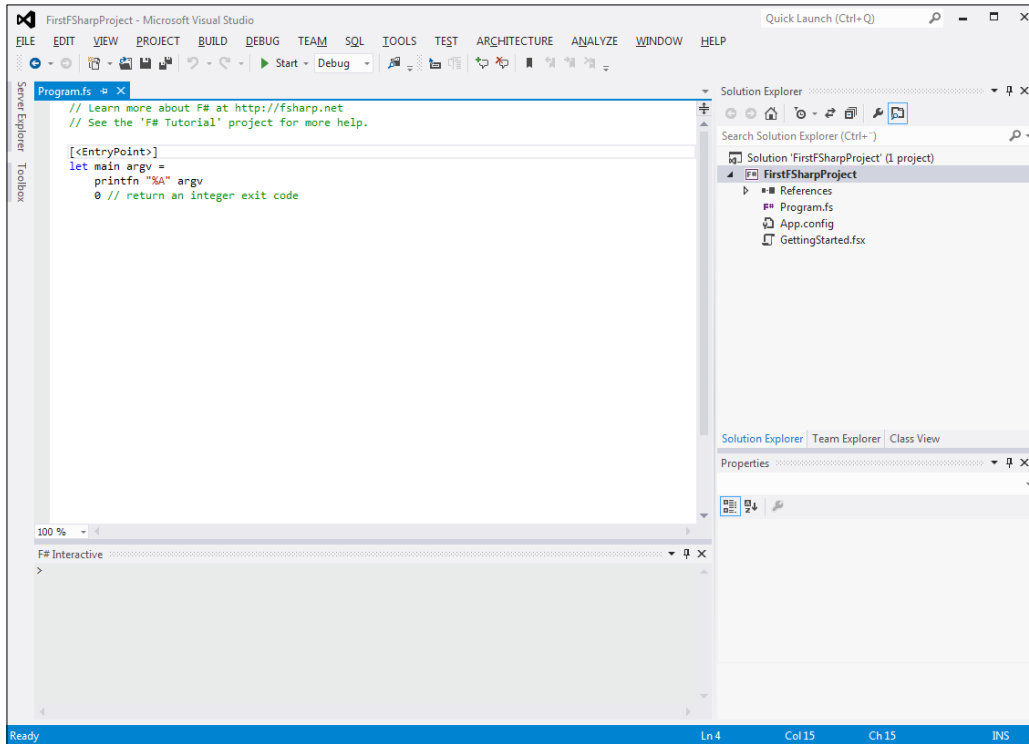 FirstFSharpProject - Microsoft Visual Studio
Quick Launch (Ctrl+Q)
FILE EDIT VIEW PROJECT BUILD DEBUG TEAM SQL TOOLS TEST ARCHITECTURE ANALYZE WINDOW HELP
Start Debug
Server Explorer
Toolbox
Program.fs
// Learn more about F# at http://fsharp.net
// See the 'F# Tutorial' project for more help.
[<EntryPoint>]
let main argv =
printfn "%A" argv
0 // return an integer exit code
100 %
F# Interactive
>
Solution Explorer
Search Solution Explorer (Ctrl+¨)
Solution 'FirstFSharpProject' (1 project)
F# FirstFSharpProject
References
F# Program.fs
App.config
GettingStarted.fsx
Solution Explorer Team Explorer Class View
Properties
Ready Ln 4 Col 15 Ch 15 INS